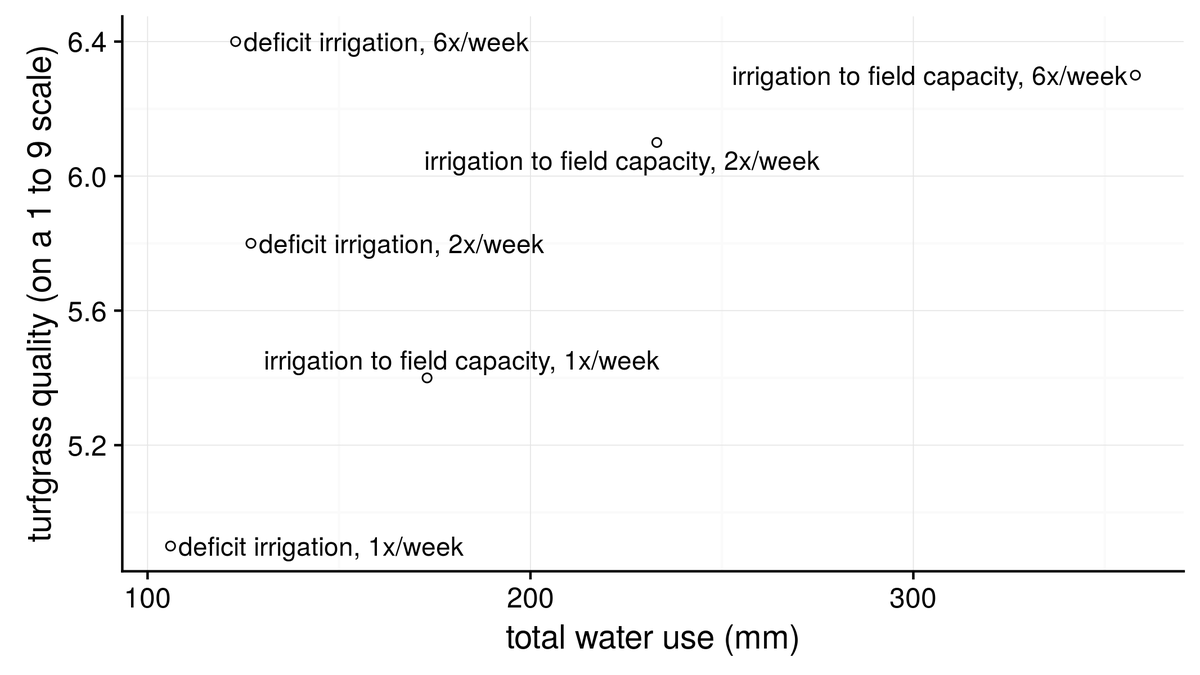 turfgrass quality (on a 1 to 9 scale)
6.4
6.0
5.6
5.2
deficit irrigation, 6x/week
irrigation to field capacity, 6x/week
irrigation to field capacity, 2x/week
deficit irrigation, 2x/week
irrigation to field capacity, 1x/week
deficit irrigation, 1x/week
100
200
300
total water use (mm)